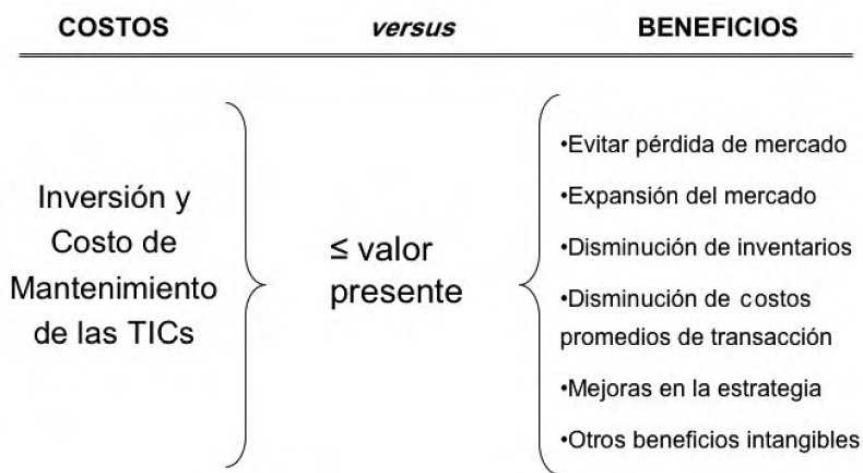 COSTOS versus BENEFICIOS
Inversión y
Costo de
Mantenimiento
de las TICs
≤ valor
presente
•Evitar pérdida de mercado
•Expansión del mercado
•Disminución de inventarios
•Disminución de costos
promedios de transacción
•Mejoras en la estrategia
•Otros beneficios intangibles